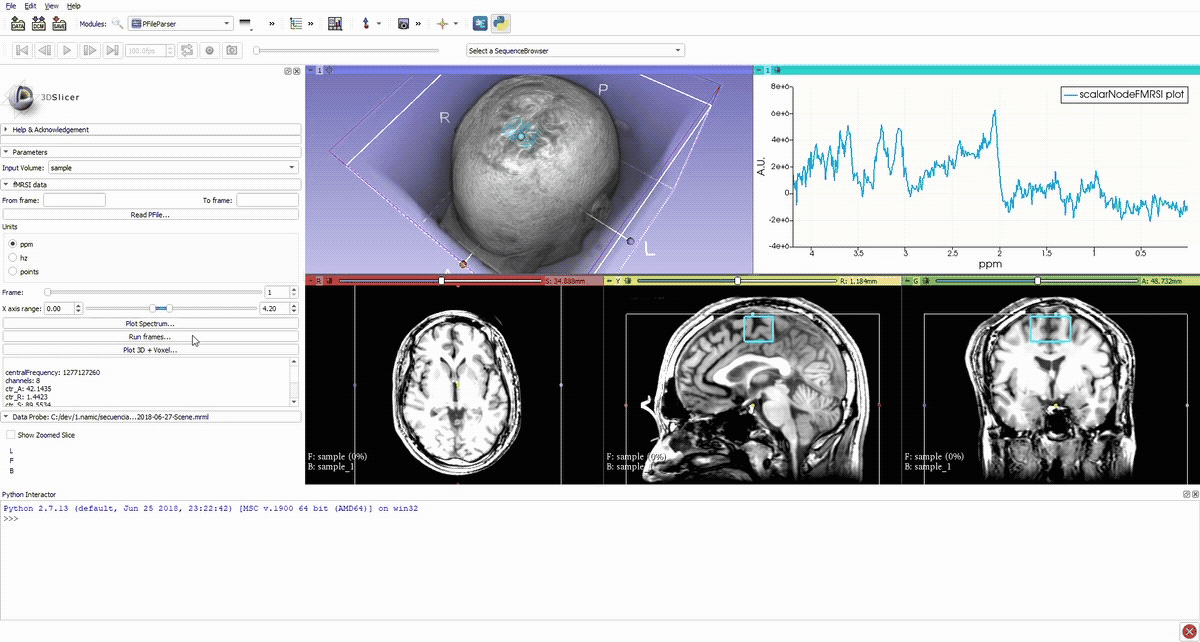 File Edit View Help
DATA DCM SAVE Modules: PFileParser
100.0fps Select a SequenceBrowser
3DSlicer
Help & Acknowledgement
Parameters
Input Volume: sample
fMRSI data
From frame: To frame:
Read PFile...
Units
ppm
hz
points
Frame: 1
X axis range: 0.00 4.20
Plot Spectrum...
Run frames...
Plot 3D + Voxel...
centralFrequency: 1277127260
channels: 8
ctr_A: 42.1435
ctr_R: 1.4423
ctr_S: 89.5534
Data Probe: C:/dev/1.namic/secuencia...2018-06-27-Scene.mrml
Show Zoomed Slice
L
F
B
1
R
P
L
A
1
8e+6
6e+6
4e+6
2e+6
0
-2e+6
-4e+6
A.U.
scalarNodeFMRSI plot
4 3.5 3 2.5 2 1.5 1 0.5
ppm
R S: 34.888mm
F: sample (0%)
B: sample_1
Y R: 1.184mm
F: sample (0%)
B: sample_1
G A: 48.732mm
F: sample (0%)
B: sample_1
Python Interactor
Python 2.7.13 (default, Jun 25 2018, 23:22:42) [MSC v.1900 64 bit (AMD64)] on win32
>>>